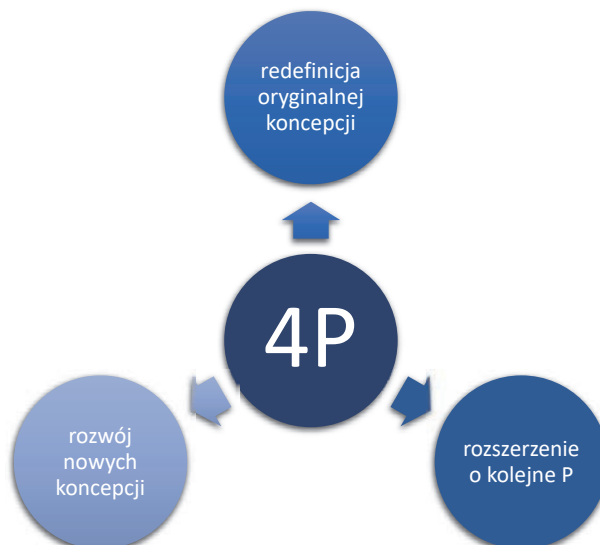 redefinicja
oryginalnej
koncepcji
4P
rozwój
nowych
koncepcji
rozszerzenie
o kolejne P